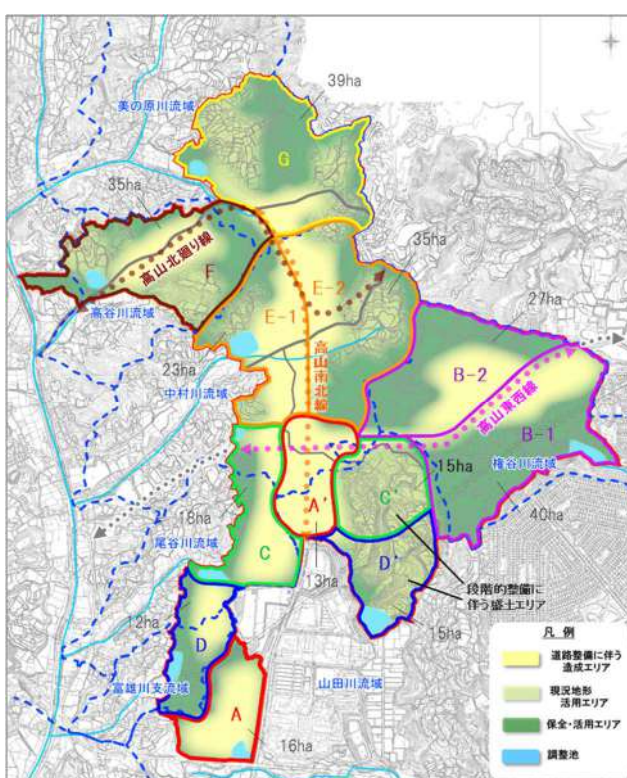 39ha
美の原川流域
G
35ha
高山北廻り線
F
35ha
E-2
E-1
高谷川流域
27ha
高山南北線
23ha
中村川流域
B-2
高山東西線
B-1
15ha
権谷川流域
A'
C'
18ha
40ha
尾谷川流域
C
13ha
D'
段階的整備に
伴う盛土エリア
12ha
15ha
D
富雄川支流域
山田川流域
A
16ha
凡 例
道路整備に伴う
造成エリア
現況地形
活用エリア
保全・活用エリア
調整池